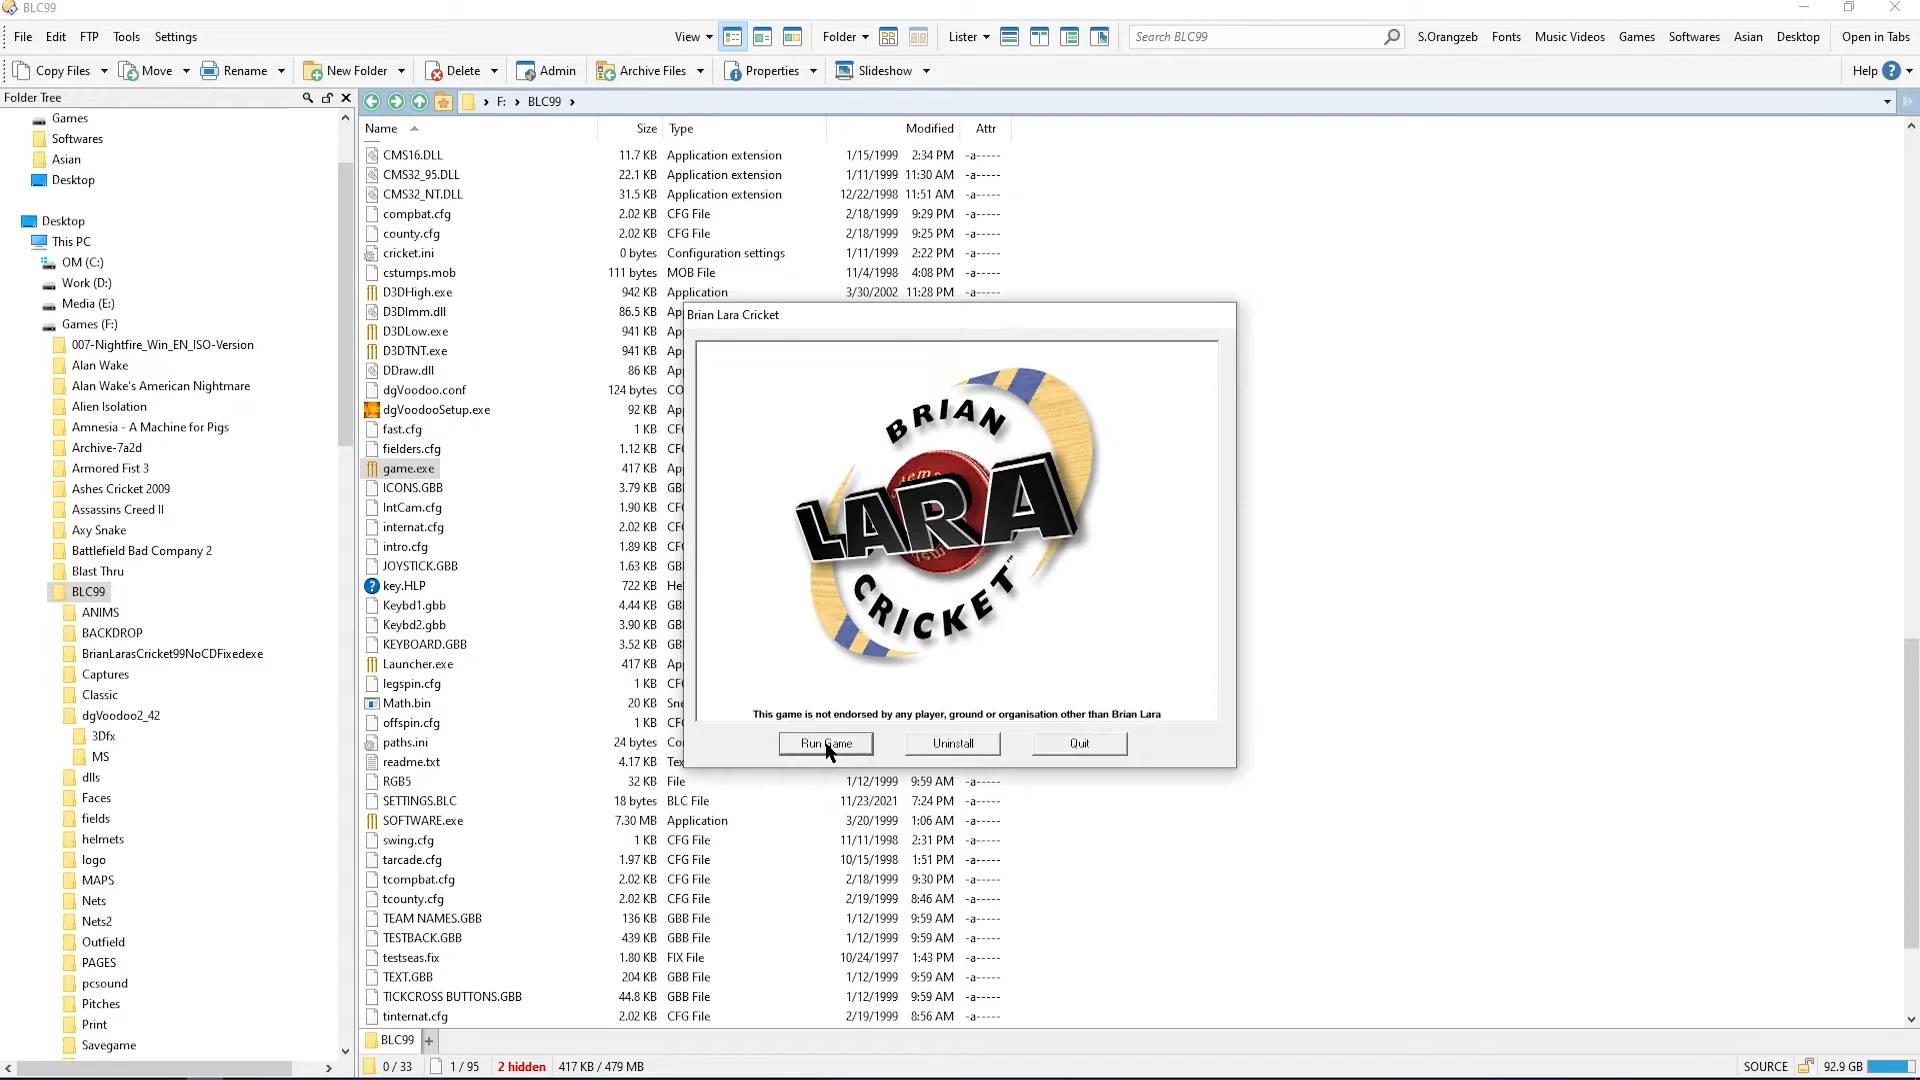 BLC99
File Edit FTP Tools Settings View Folder Lister Search BLC99 S.Orangzeb Fonts Music Videos Games Softwares Asian Desktop Open in Tabs
Copy Files Move Rename New Folder Delete Admin Archive Files Properties Slideshow Help
Folder Tree
Games
Softwares
Asian
Desktop
Desktop
This PC
OM (C:)
Work (D:)
Media (E:)
Games (F:)
007-Nightfire_Win_EN_ISO-Version
Alan Wake
Alan Wake's American Nightmare
Alien Isolation
Amnesia - A Machine for Pigs
Archive-7a2d
Armored Fist 3
Ashes Cricket 2009
Assassins Creed II
Axy Snake
Battlefield Bad Company 2
Blast Thru
BLC99
ANIMS
BACKDROP
BrianLarasCricket99NoCDFixedexe
Captures
Classic
dgVoodoo2_42
3Dfx
MS
dlls
Faces
fields
helmets
logo
MAPS
Nets
Nets2
Outfield
PAGES
pcsound
Pitches
Print
Savegame
F: BLC99
Name Size Type Modified Attr
CMS16.DLL 11.7 KB Application extension 1/15/1999 2:34 PM -a-----
CMS32_95.DLL 22.1 KB Application extension 1/11/1999 11:30 AM -a-----
CMS32_NT.DLL 31.5 KB Application extension 12/22/1998 11:51 AM -a-----
compbat.cfg 2.02 KB CFG File 2/18/1999 9:29 PM -a-----
county.cfg 2.02 KB CFG File 2/18/1999 9:25 PM -a-----
cricket.ini 0 bytes Configuration settings 1/11/1999 2:22 PM -a-----
cstumps.mob 111 bytes MOB File 11/4/1998 4:08 PM -a-----
D3DHigh.exe 942 KB Application 3/30/2002 11:28 PM -a-----
D3DImm.dll 86.5 KB Ap
D3DLow.exe 941 KB Ap
D3DTNT.exe 941 KB Ap
DDraw.dll 86 KB Ap
dgVoodoo.conf 124 bytes CO
dgVoodooSetup.exe 92 KB Ap
fast.cfg 1 KB CF
fielders.cfg 1.12 KB CF
game.exe 417 KB Ap
ICONS.GBB 3.79 KB GB
IntCam.cfg 1.90 KB CF
internat.cfg 2.02 KB CF
intro.cfg 1.89 KB CF
JOYSTICK.GBB 1.63 KB GB
key.HLP 722 KB He
Keybd1.gbb 4.44 KB GB
Keybd2.gbb 3.90 KB GB
KEYBOARD.GBB 3.52 KB GB
Launcher.exe 417 KB Ap
legspin.cfg 1 KB CF
Math.bin 20 KB Sne
offspin.cfg 1 KB CF
paths.ini 24 bytes Co
readme.txt 4.17 KB Tex
RGB5 32 KB File 1/12/1999 9:59 AM -a-----
SETTINGS.BLC 18 bytes BLC File 11/23/2021 7:24 PM -a-----
SOFTWARE.exe 7.30 MB Application 3/20/1999 1:06 AM -a-----
swing.cfg 1 KB CFG File 11/11/1998 2:31 PM -a-----
tarcade.cfg 1.97 KB CFG File 10/15/1998 1:51 PM -a-----
tcompbat.cfg 2.02 KB CFG File 2/18/1999 9:30 PM -a-----
tcounty.cfg 2.02 KB CFG File 2/19/1999 8:46 AM -a-----
TEAM NAMES.GBB 136 KB GBB File 1/12/1999 9:59 AM -a-----
TESTBACK.GBB 439 KB GBB File 1/12/1999 9:59 AM -a-----
testseas.fix 1.80 KB FIX File 10/24/1997 1:43 PM -a-----
TEXT.GBB 204 KB GBB File 1/12/1999 9:59 AM -a-----
TICKCROSS BUTTONS.GBB 44.8 KB GBB File 1/12/1999 9:59 AM -a-----
tinternat.cfg 2.02 KB CFG File 2/19/1999 8:56 AM -a-----
Brian Lara Cricket
BRIAN
LARA
CRICKET™
This game is not endorsed by any player, ground or organisation other than Brian Lara
Run Game Uninstall Quit
BLC99
0 / 33 1 / 95 2 hidden 417 KB / 479 MB SOURCE 92.9 GB